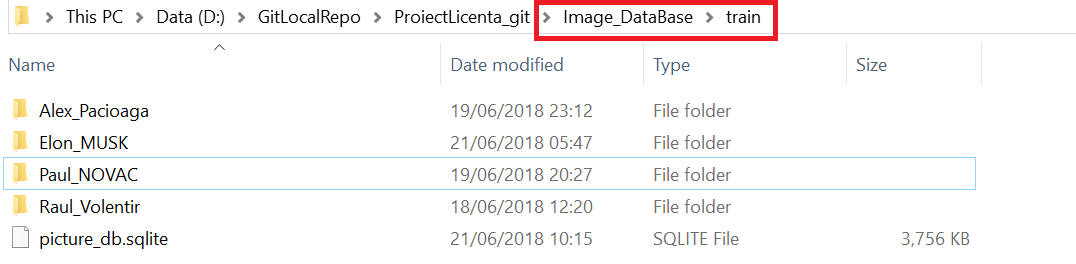 This PC > Data (D:) > GitLocalRepo > ProiectLicenta_git > Image_DataBase > train
Name Date modified Type Size
Alex_Pacioaga 19/06/2018 23:12 File folder
Elon_MUSK 21/06/2018 05:47 File folder
Paul_NOVAC 19/06/2018 20:27 File folder
Raul_Volentir 18/06/2018 12:20 File folder
picture_db.sqlite 21/06/2018 10:15 SQLITE File 3,756 KB